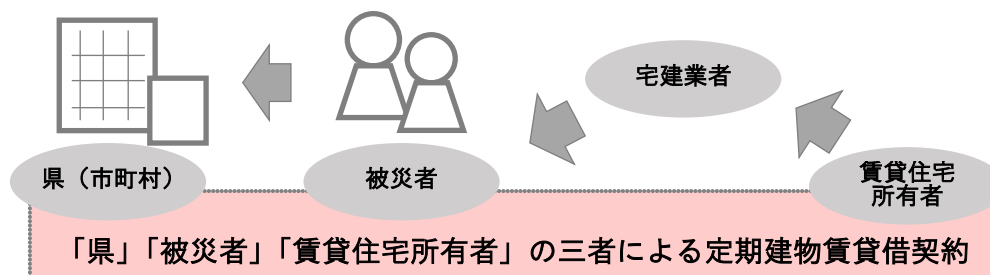 宅建業者
県（市町村）
被災者
賃貸住宅
所有者
「県」「被災者」「賃貸住宅所有者」の三者による定期建物賃貸借契約